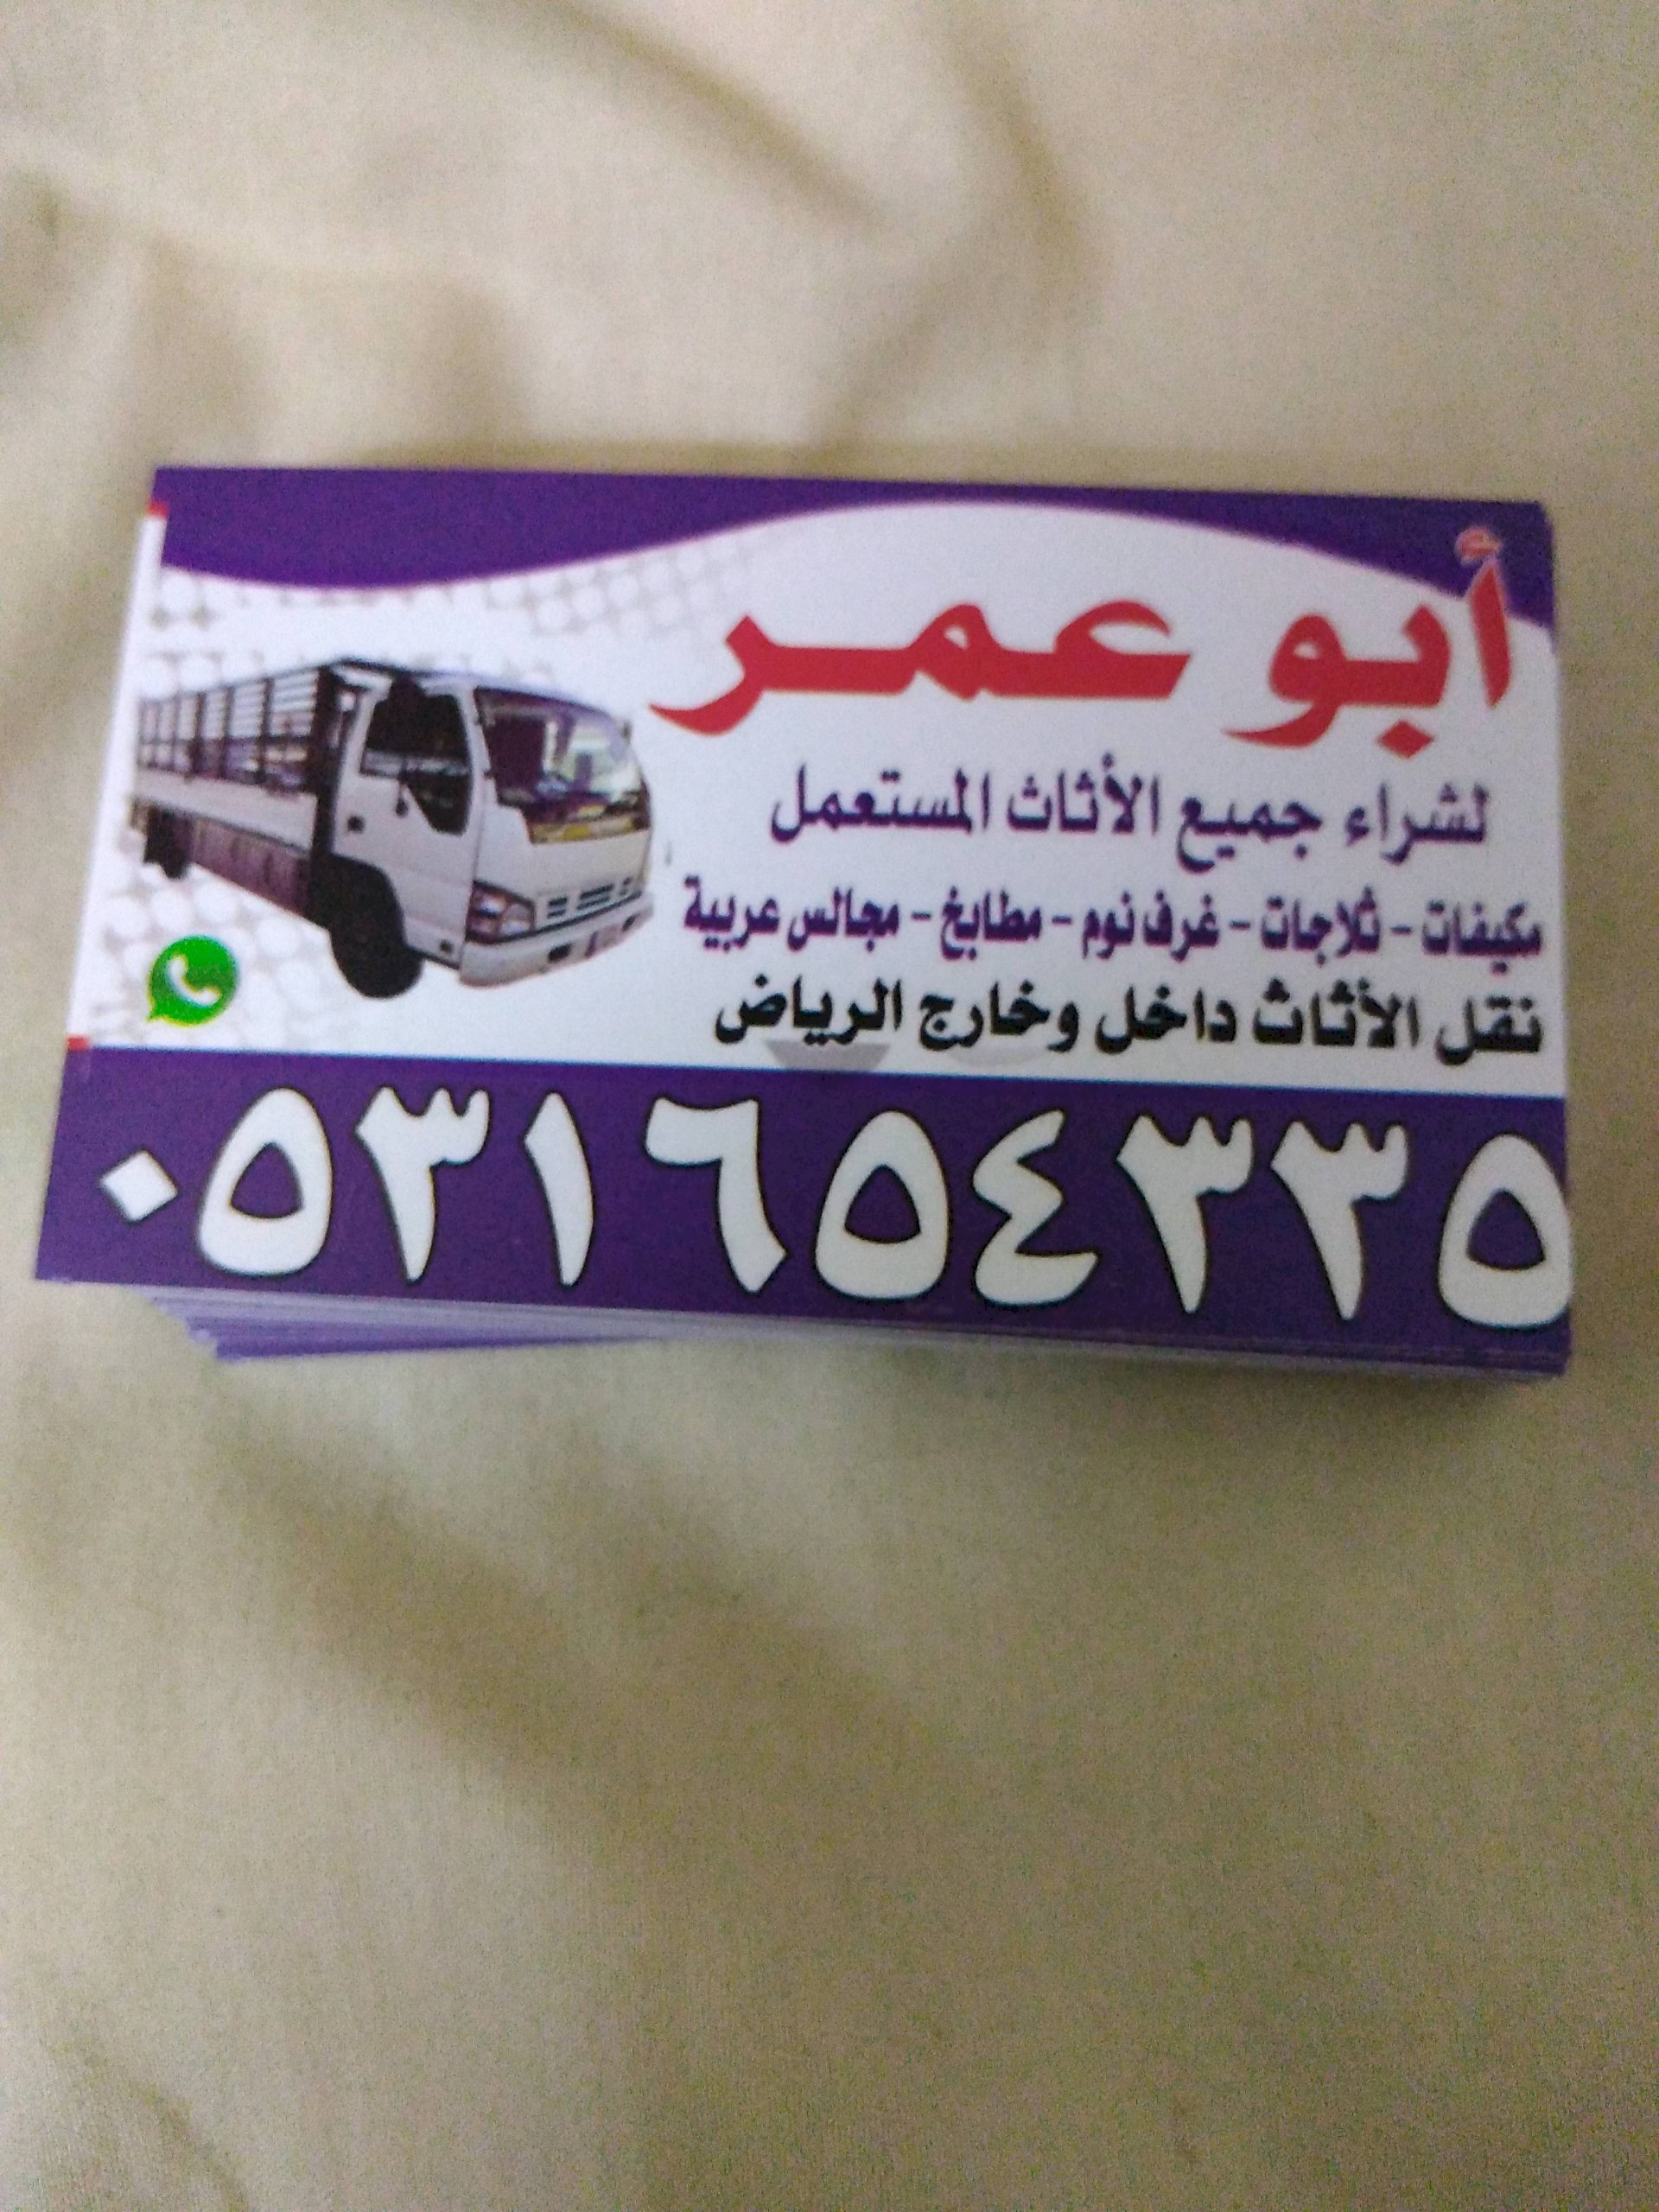 أبو عمر
لشراء جميع الأثاث المستعمل
مكيفات - ثلاجات - غرف نوم - مطابخ - مجالس عربية
نقل الأثاث داخل وخارج الرياض
٠٥٣١٦٥٤٣٣٥